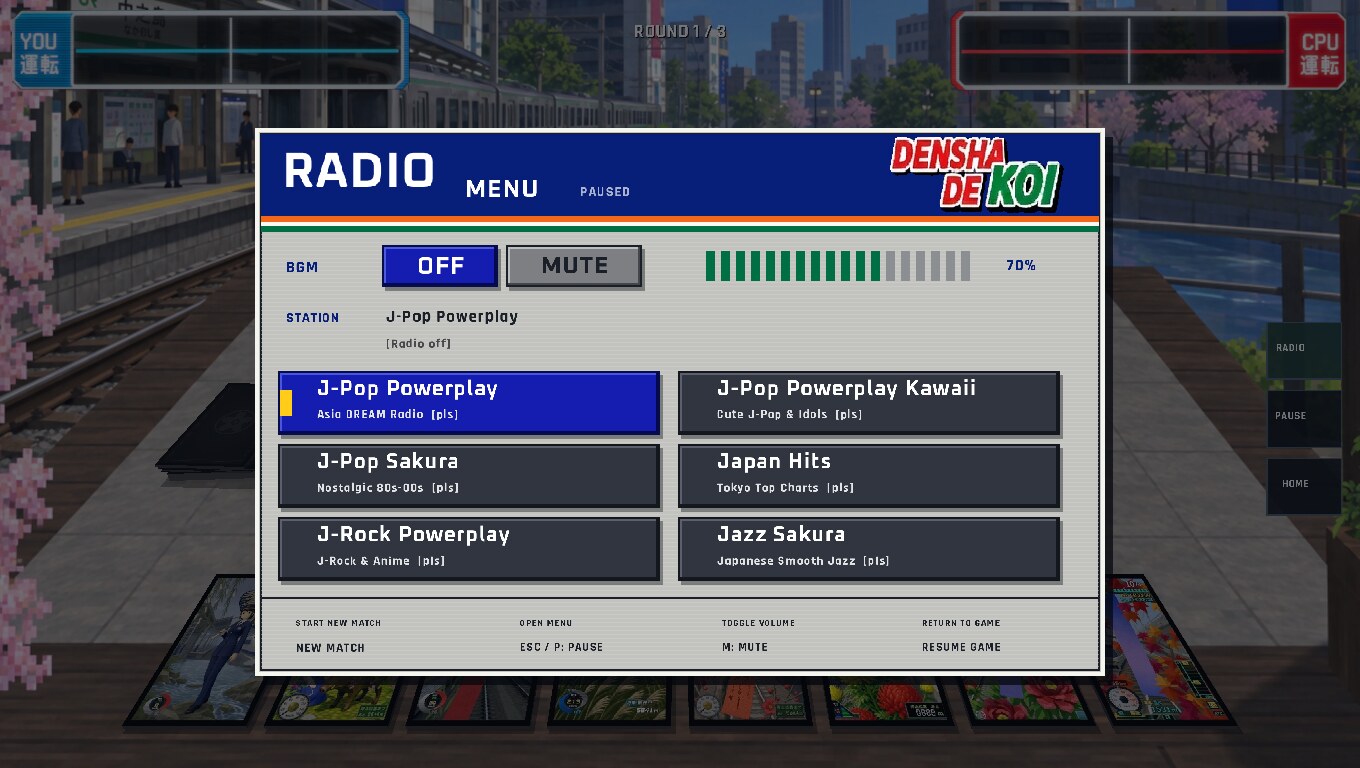 YOU
運転
ROUND 1 / 3
CPU
運転
RADIO
MENU
PAUSED
DENSHA
DE KOI
BGM
OFF
MUTE
70%
STATION
J-Pop Powerplay
[Radio off]
J-Pop Powerplay
Asia DREAM Radio [pls]
J-Pop Powerplay Kawaii
Cute J-Pop & Idols [pls]
J-Pop Sakura
Nostalgic 80s-00s [pls]
Japan Hits
Tokyo Top Charts [pls]
J-Rock Powerplay
J-Rock & Anime [pls]
Jazz Sakura
Japanese Smooth Jazz [pls]
START NEW MATCH
NEW MATCH
OPEN MENU
ESC / P: PAUSE
TOGGLE VOLUME
M: MUTE
RETURN TO GAME
RESUME GAME
RADIO
PAUSE
HOME